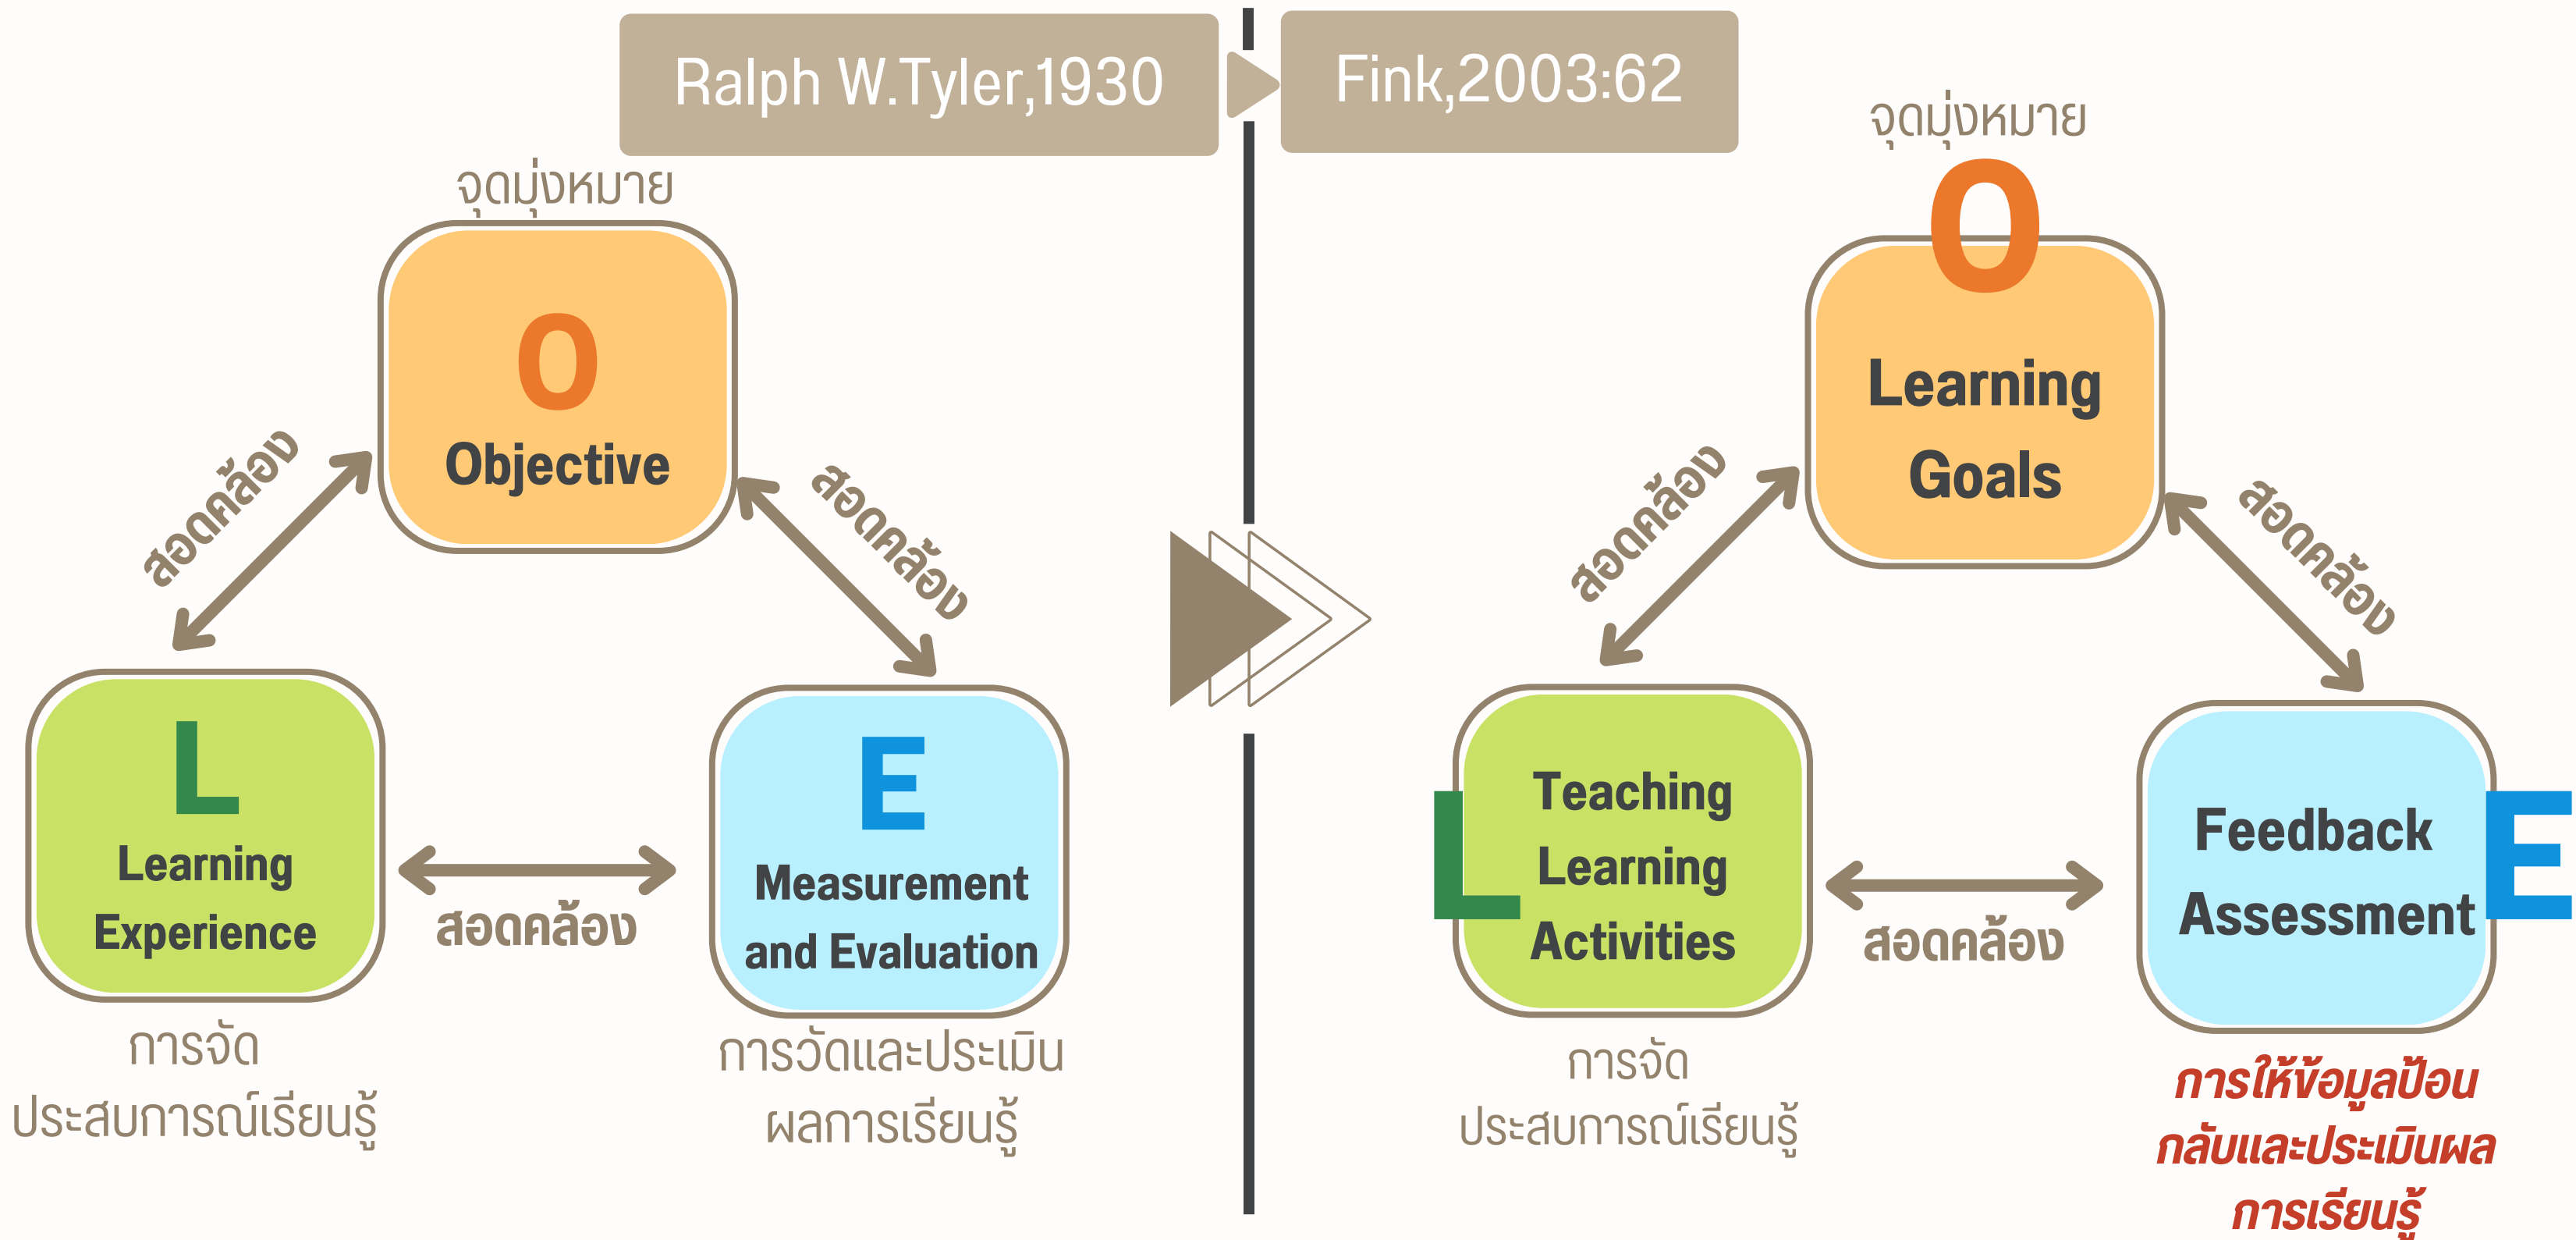 Ralph W.Tyler,1930
Fink,2003:62
จุดมุ่งหมาย
O
Objective
สอดคล้อง
สอดคล้อง
L
Learning
Experience
สอดคล้อง
E
Measurement
and Evaluation
การจัด
ประสบการณ์เรียนรู้
การวัดและประเมิน
ผลการเรียนรู้
จุดมุ่งหมาย
O
Learning
Goals
สอดคล้อง
สอดคล้อง
L
Teaching
Learning
Activities
สอดคล้อง
Feedback
Assessment
E
การจัด
ประสบการณ์เรียนรู้
การให้ข้อมูลป้อน
กลับและประเมินผล
การเรียนรู้